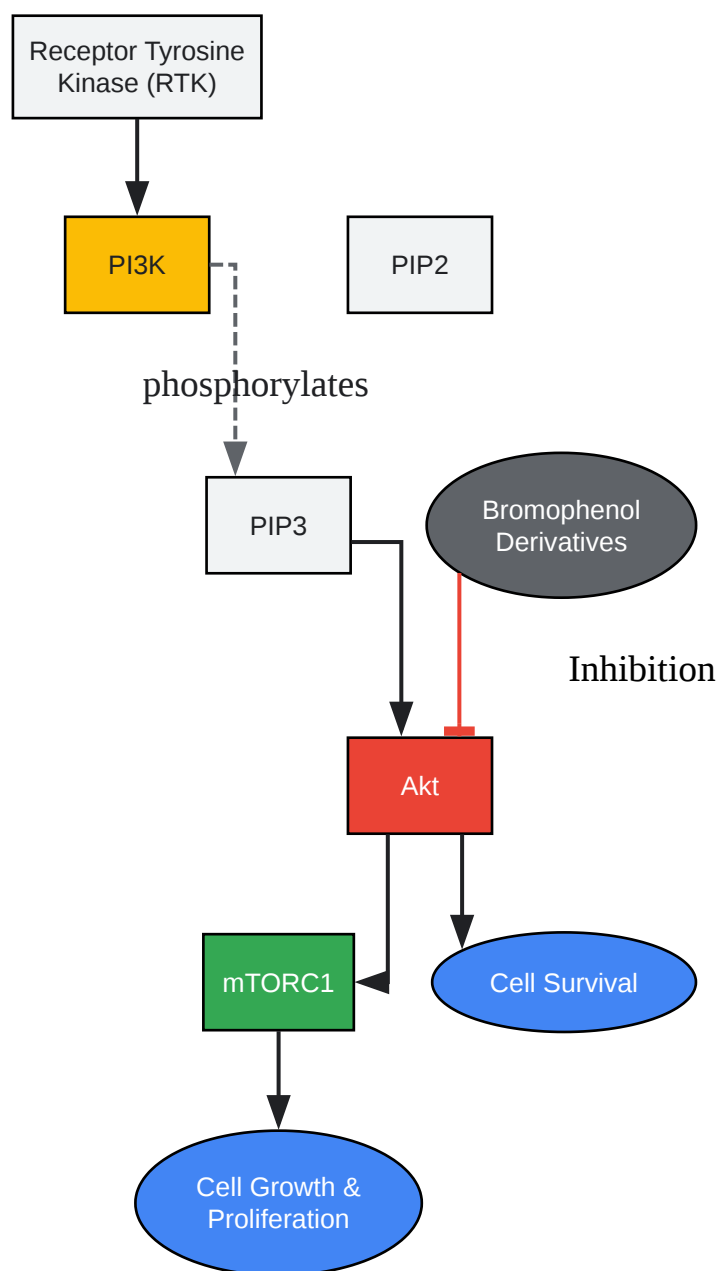 Receptor Tyrosine
Kinase (RTK)
PI3K
PIP2
phosphorylates
PIP3
Bromophenol
Derivatives
Inhibition
Akt
mTORC1
Cell Survival
Cell Growth &
Proliferation